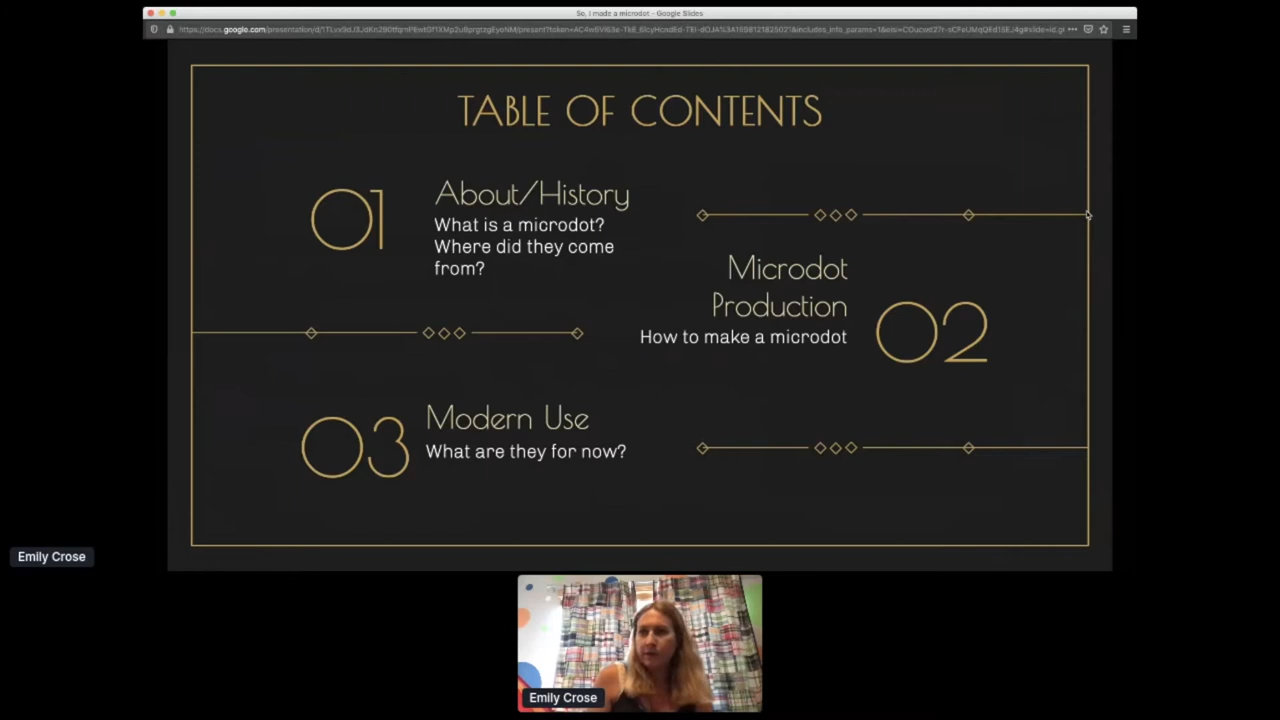 So, I made a microdot - Google Slides
TABLE OF CONTENTS
01
About/History
What is a microdot?
Where did they come
from?
Microdot
Production
How to make a microdot
02
03
Modern Use
What are they for now?
Emily Crose
Emily Crose